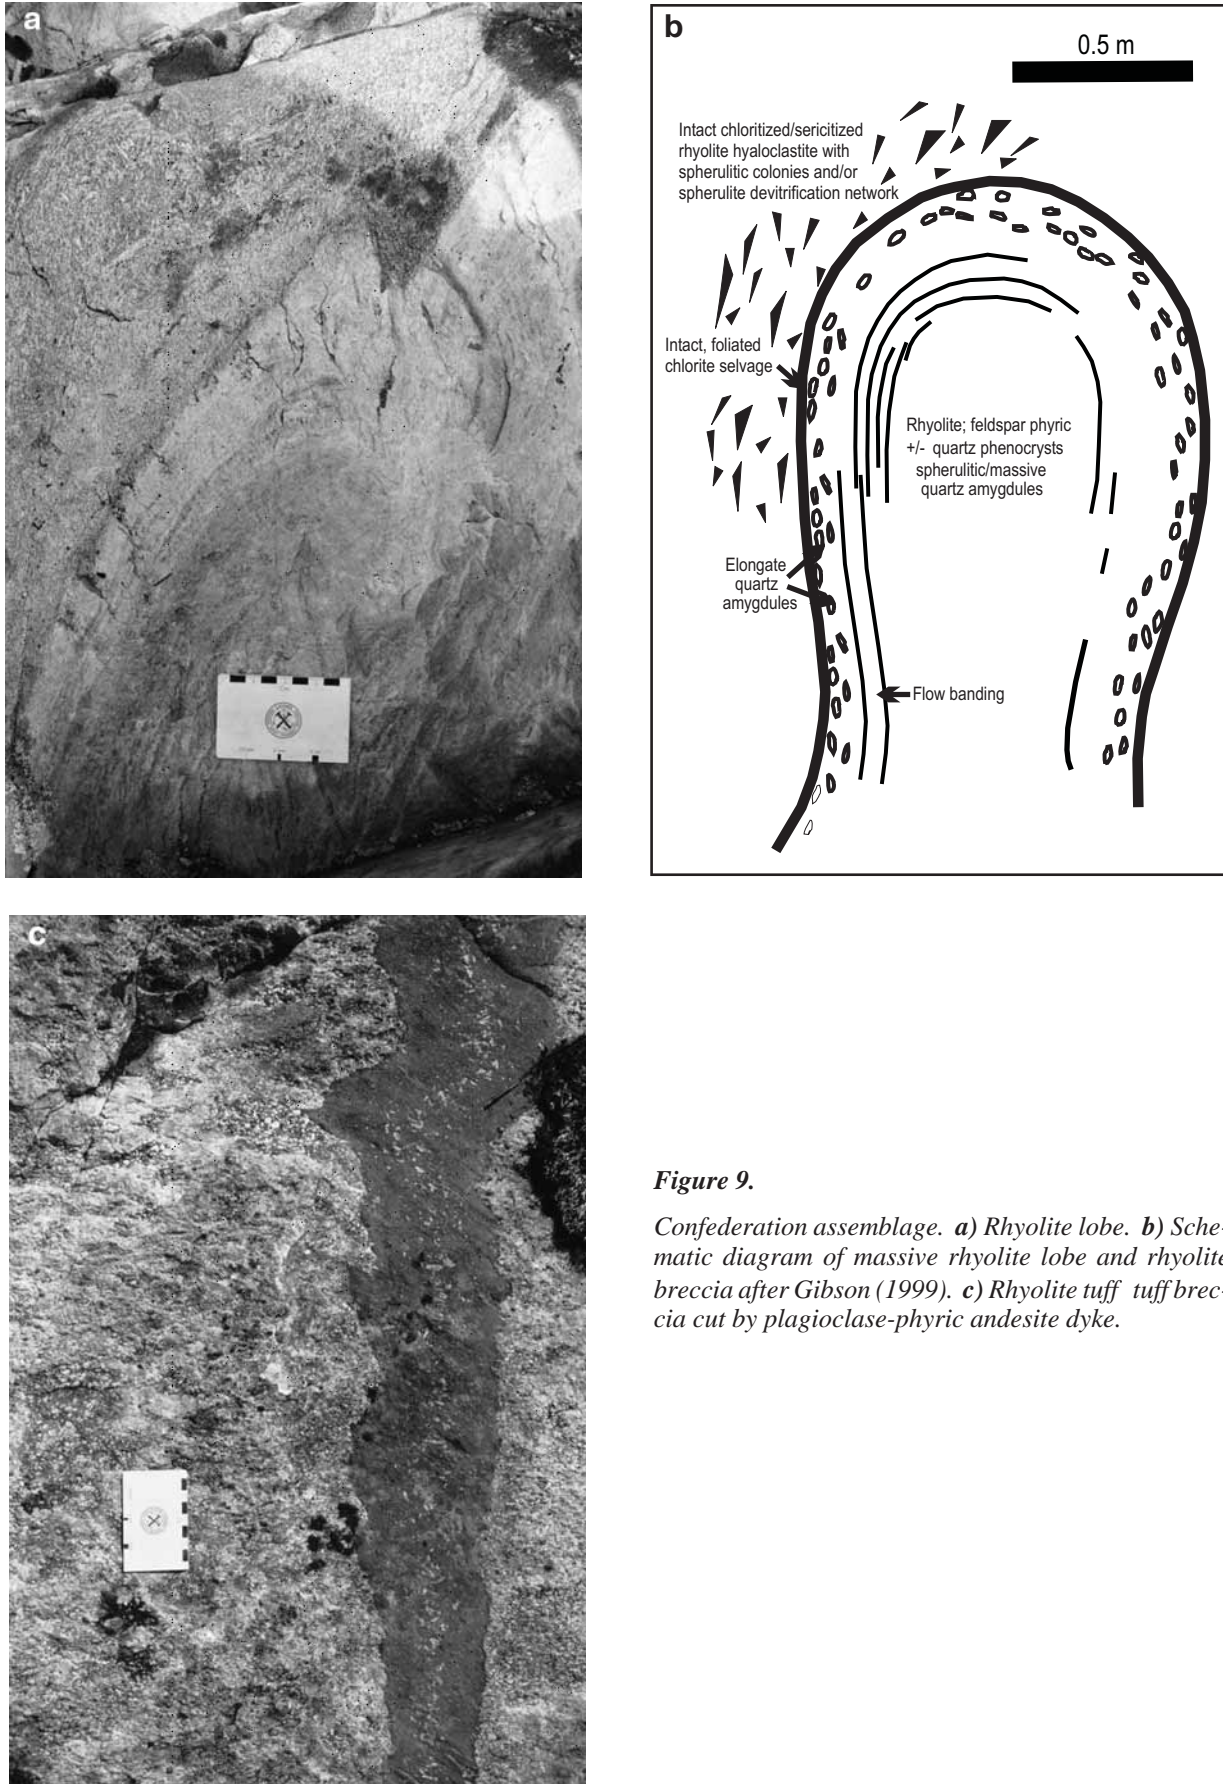 a
b
0.5 m
Intact chloritized/sericitized
rhyolite hyaloclastite with
spherulitic colonies and/or
spherulite devitrification network
Intact, foliated
chlorite selvage
Rhyolite; feldspar phyric
+/- quartz phenocrysts
spherulitic/massive
quartz amygdules
Elongate
quartz
amygdules
Flow banding
c
Figure 9.
Confederation assemblage. a) Rhyolite lobe. b) Sche-
matic diagram of massive rhyolite lobe and rhyolite
breccia after Gibson (1999). c) Rhyolite tuff tuff brec-
cia cut by plagioclase-phyric andesite dyke.